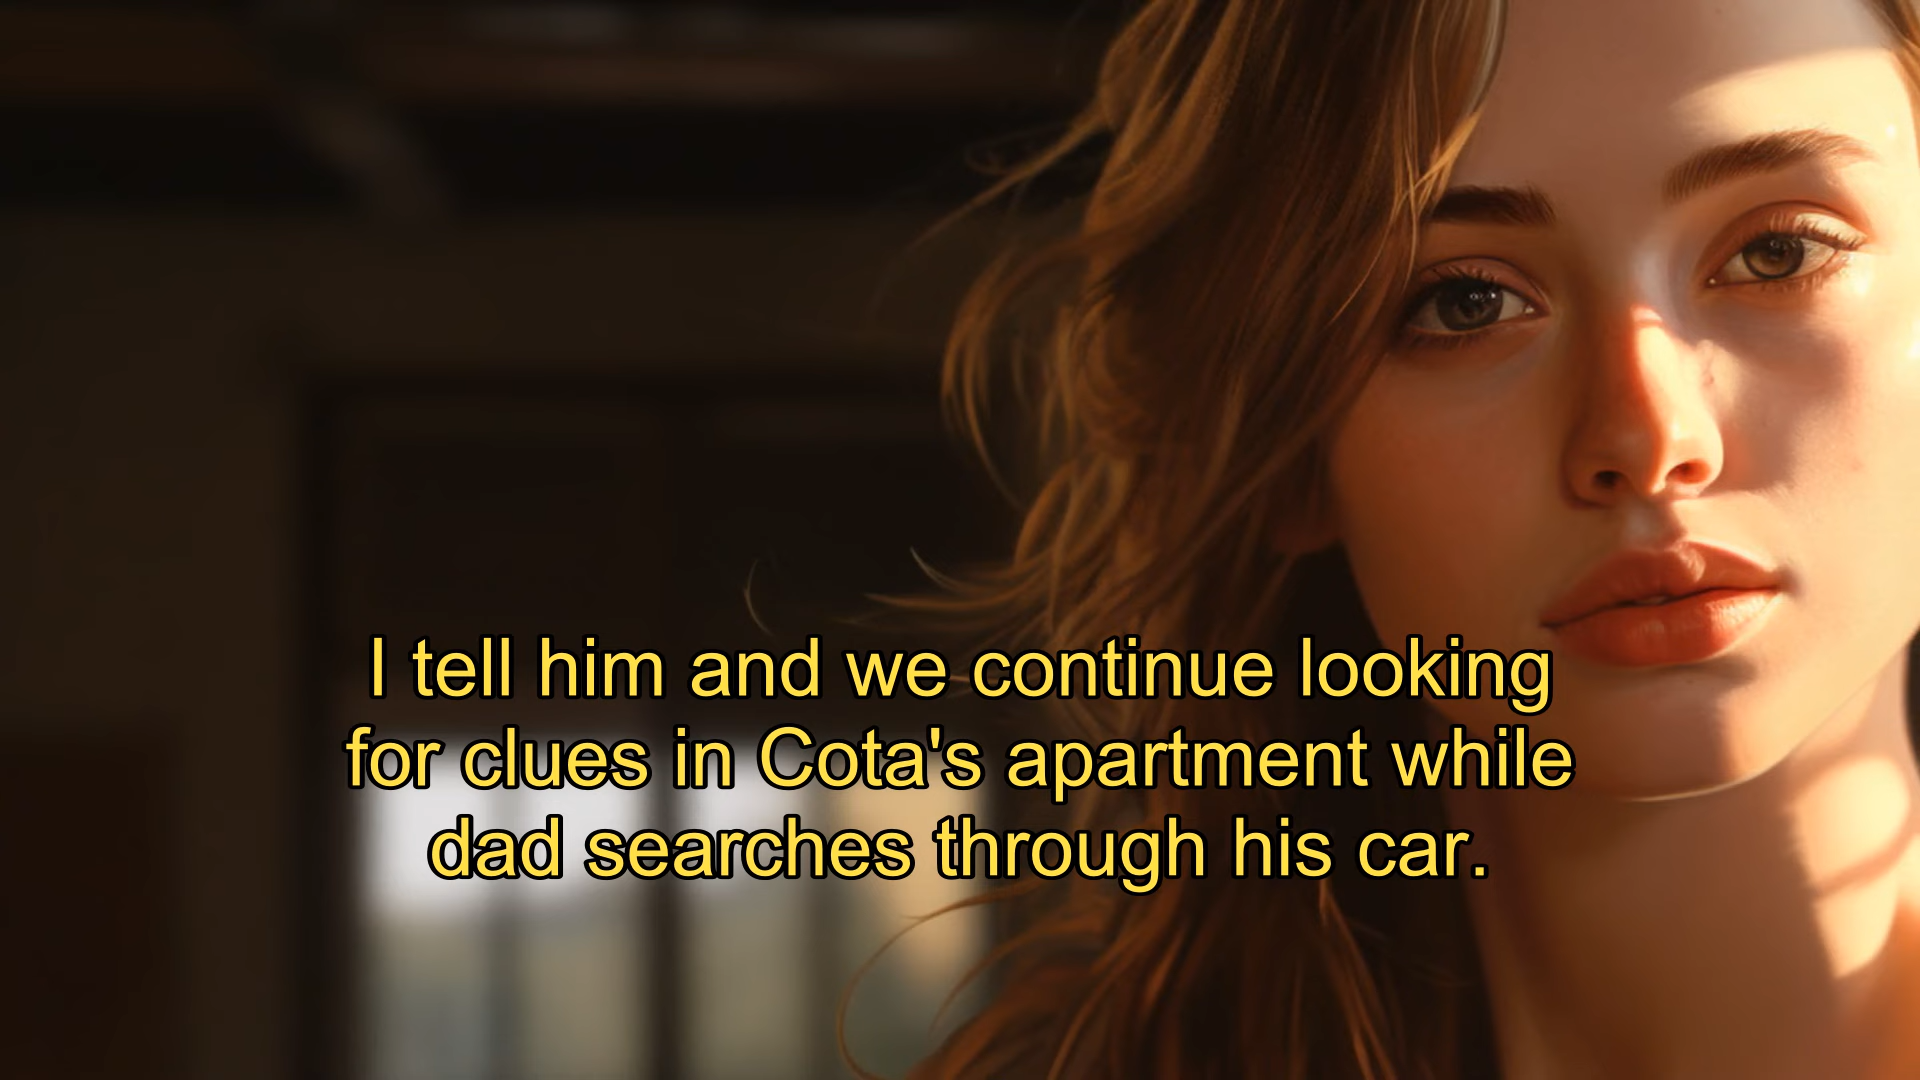 I tell him and we continue looking
for clues in Cota's apartment while
dad searches through his car.